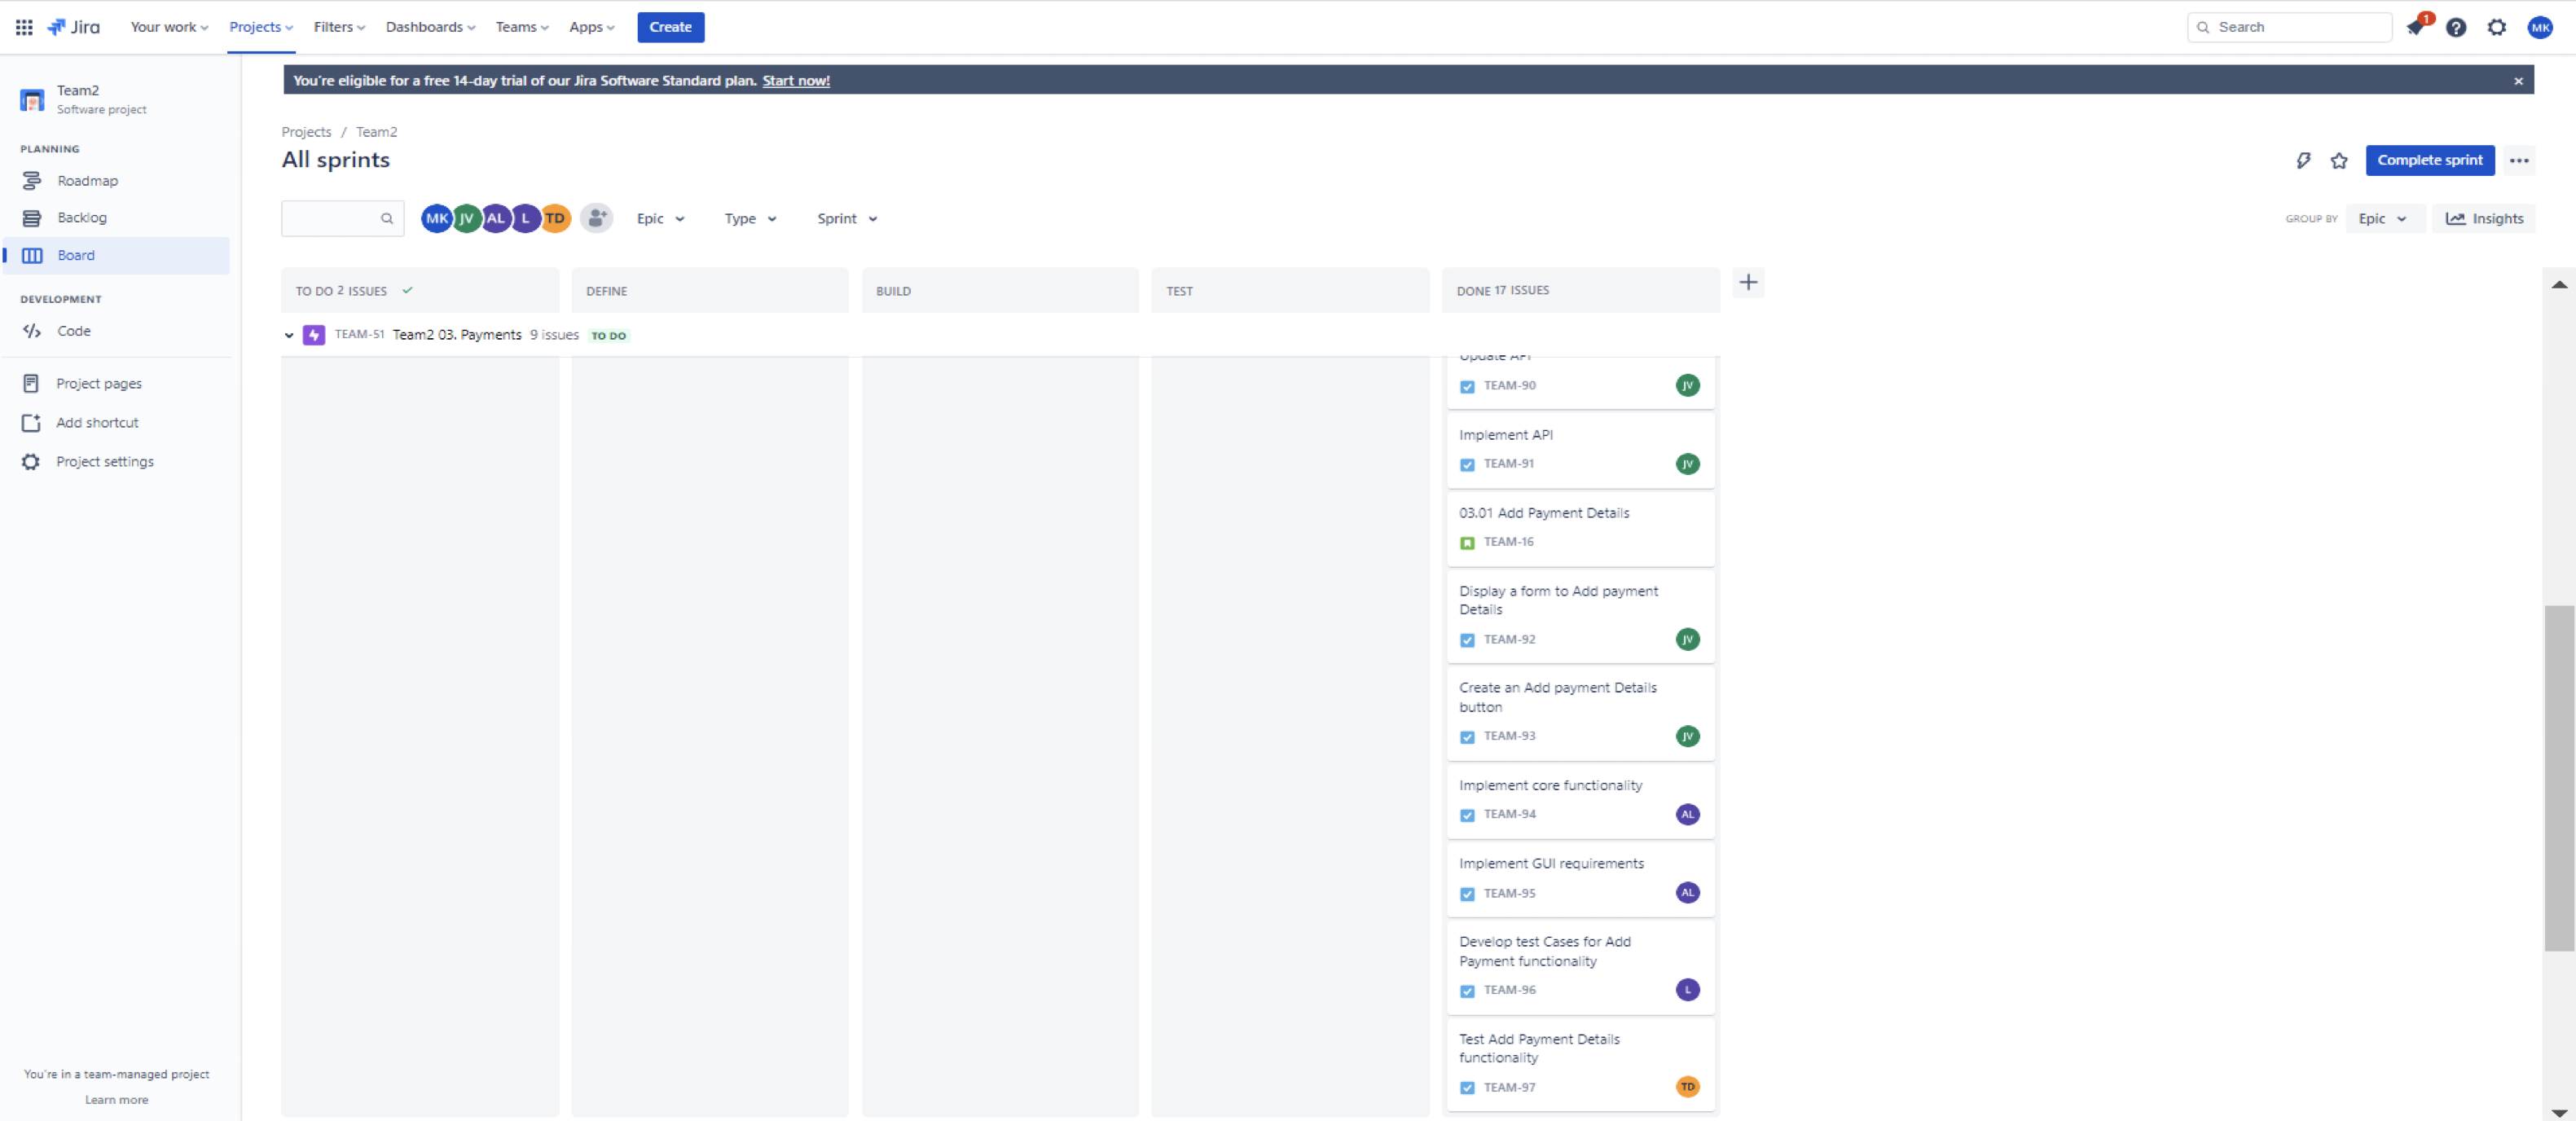 Jira
Your work
Projects
Filters
Dashboards
Teams
Apps
Create
Search
1
MK
Team2
Software project
PLANNING
Roadmap
Backlog
Board
DEVELOPMENT
Code
Project pages
Add shortcut
Project settings
You're in a team-managed project
Learn more
You're eligible for a free 14-day trial of our Jira Software Standard plan. Start now!
Projects / Team2
All sprints
Complete sprint
MK JV AL L TD
Epic
Type
Sprint
GROUP BY
Epic
Insights
TO DO 2 ISSUES
DEFINE
BUILD
TEST
DONE 17 ISSUES
TEAM-51 Team2 03. Payments 9 issues TO DO
Update API
TEAM-90
JV
Implement API
TEAM-91
JV
03.01 Add Payment Details
TEAM-16
Display a form to Add payment
Details
TEAM-92
JV
Create an Add payment Details
button
TEAM-93
JV
Implement core functionality
TEAM-94
AL
Implement GUI requirements
TEAM-95
AL
Develop test Cases for Add
Payment functionality
TEAM-96
L
Test Add Payment Details
functionality
TEAM-97
TD